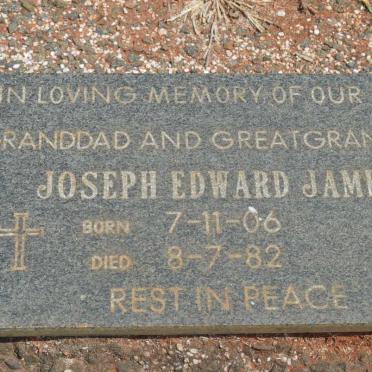 IN LOVING MEMORY OF OUR
GRANDDAD AND GREATGRAN
JOSEPH EDWARD JAM
BORN 7-11-06
DIED 8-7-82
REST IN PEACE